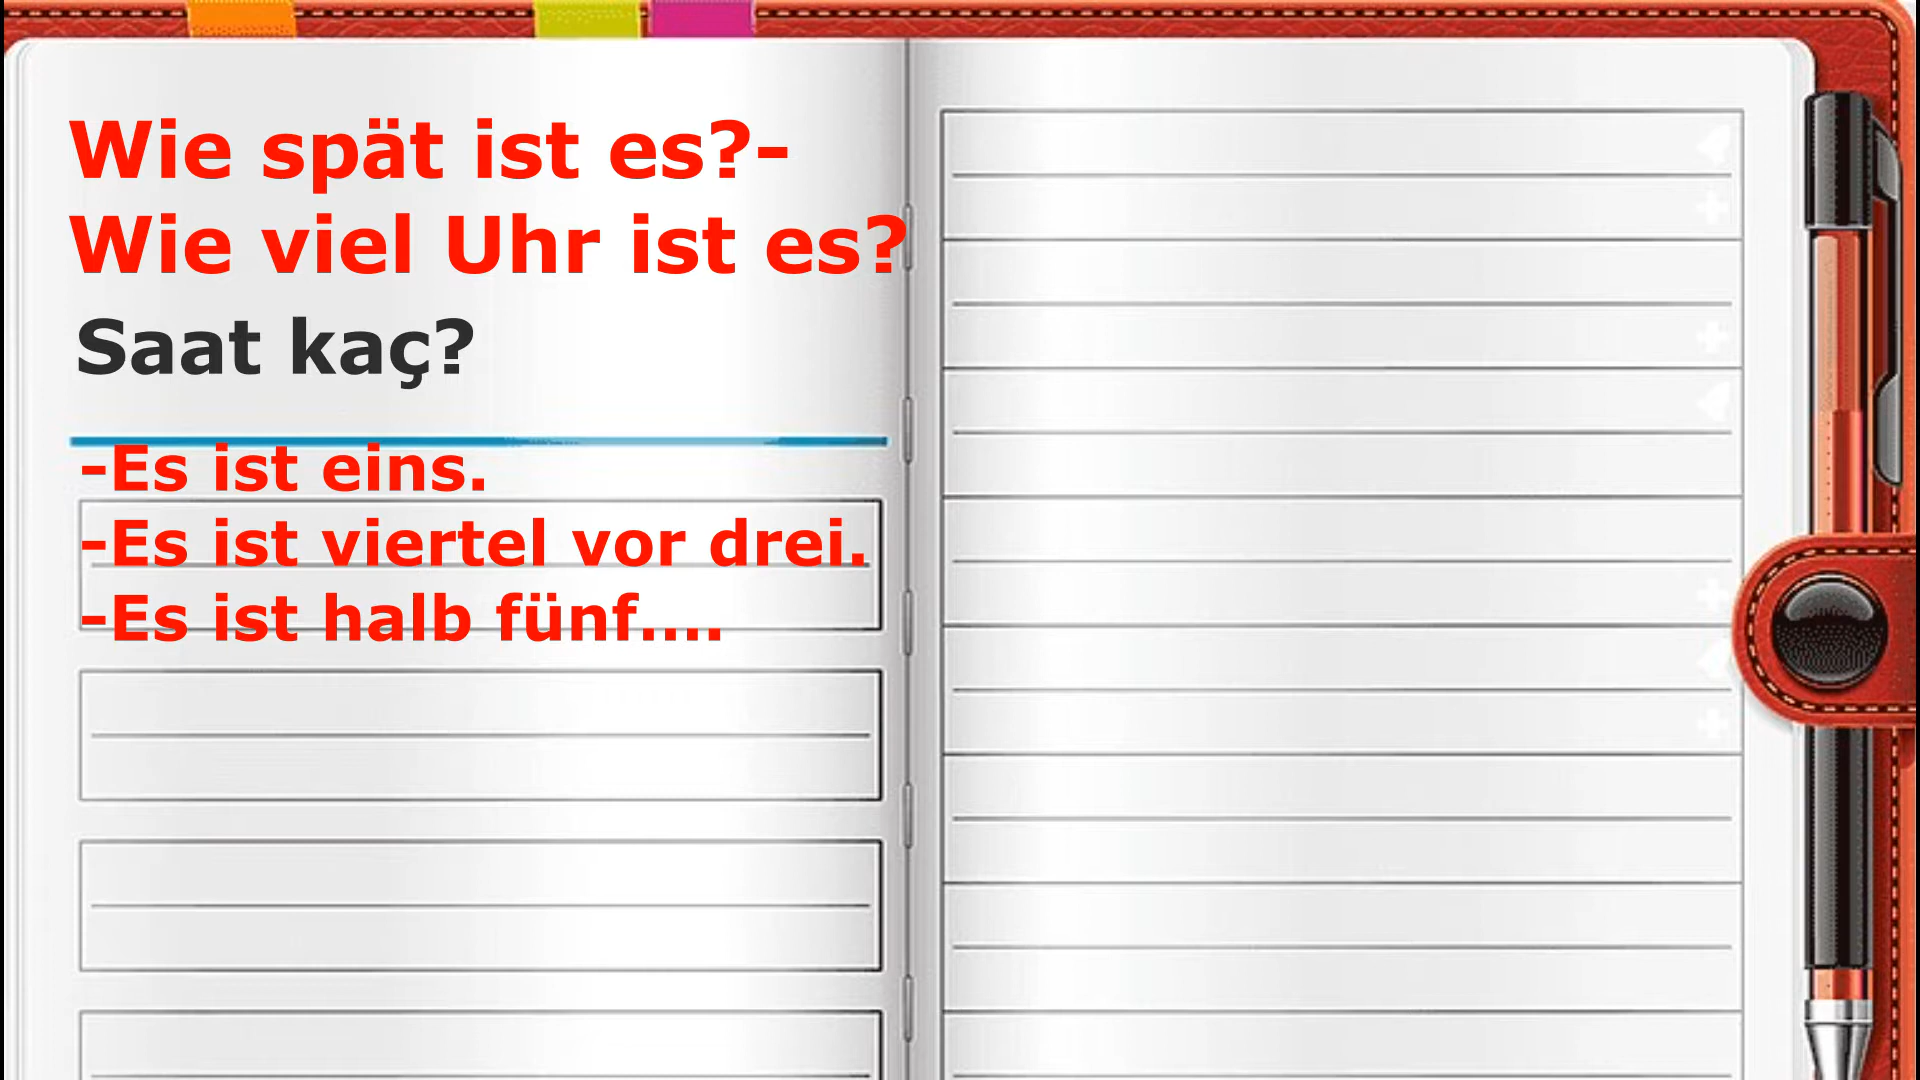 Wie spät ist es?-
Wie viel Uhr ist es?
Saat kaç?
-Es ist eins.
-Es ist viertel vor drei.
-Es ist halb fünf....